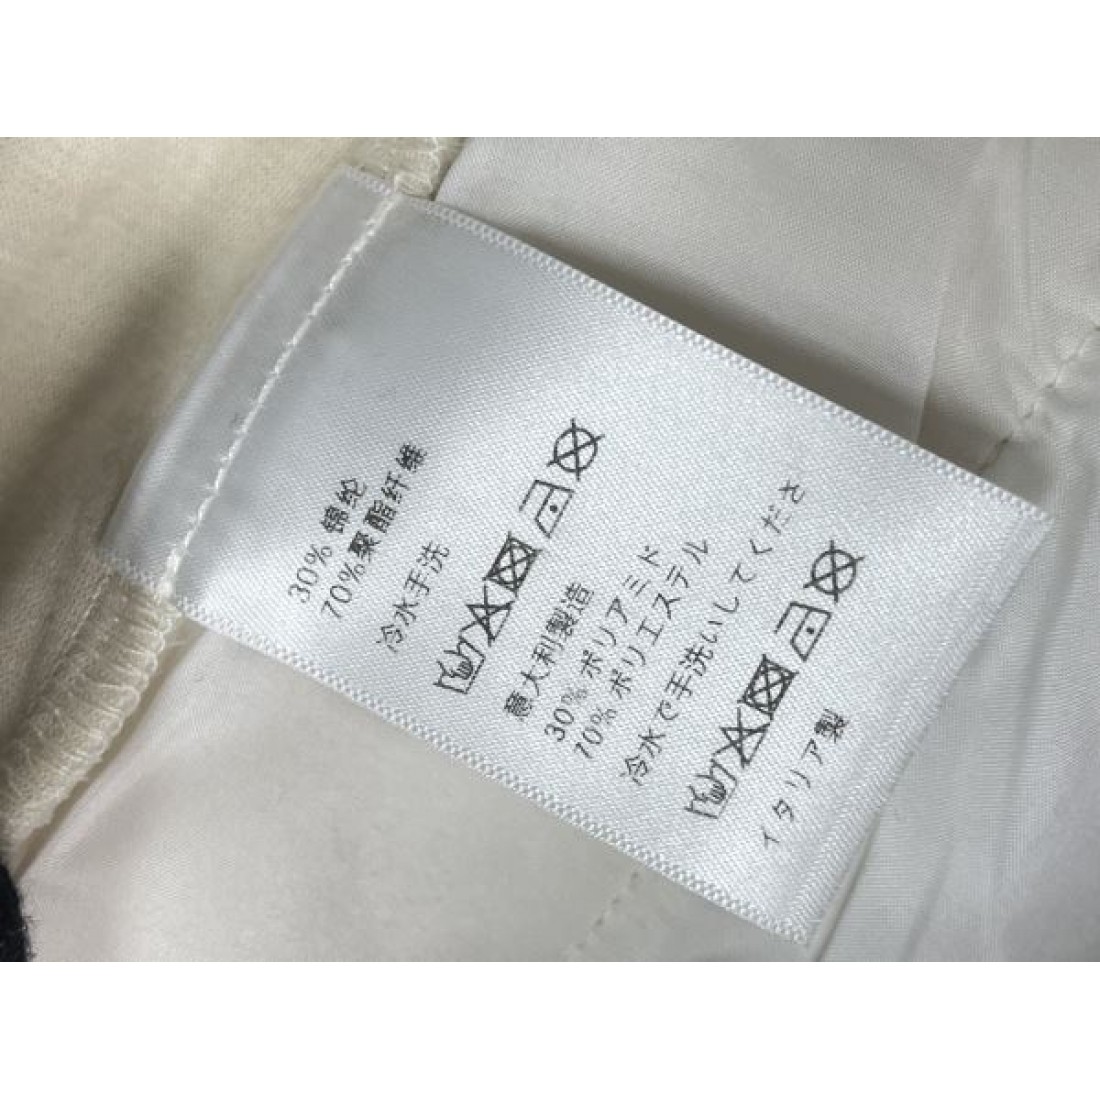 30% 锦纶
70%聚酯纤维
冷水手洗
意大利製造
30% ポリアミド
70% ポリエステル
冷水で手洗いしてくださ
イタリア製